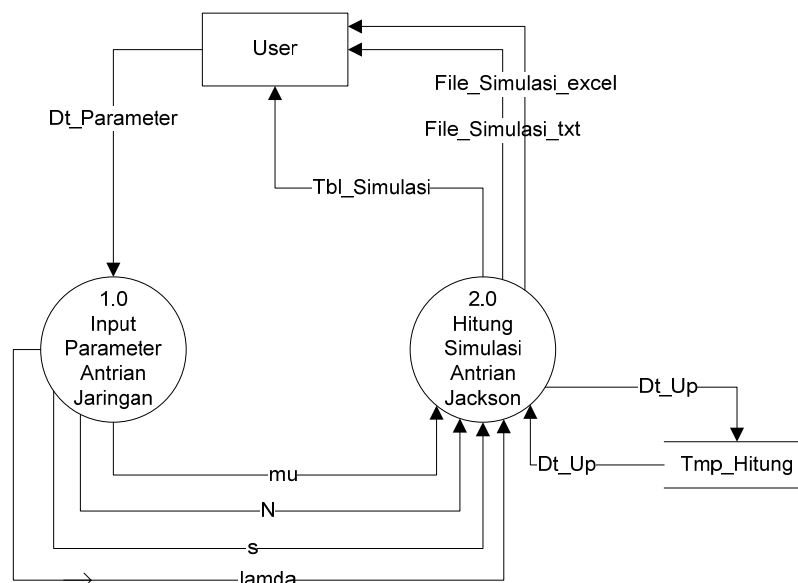 User
File_Simulasi_excel
Dt_Parameter
File_Simulasi_txt
Tbl_Simulasi
1.0
Input
Parameter
Antrian
Jaringan
2.0
Hitung
Simulasi
Antrian
Jackson
Dt_Up
Dt_Up
Tmp_Hitung
mu
N
s
lamda